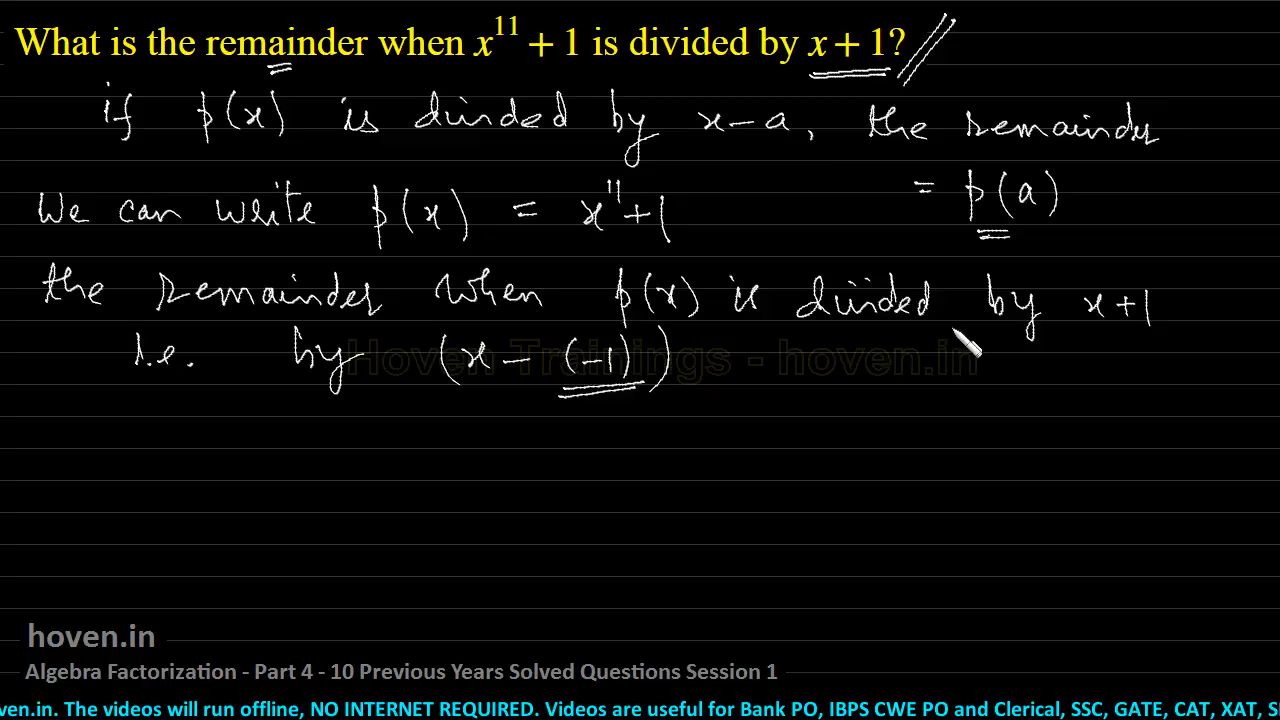 What is the remainder when x¹¹ + 1 is divided by x + 1?
if p(x) is divided by x - a, the remainder
= p(a)
We can write p(x) = x¹¹ + 1
the remainder when p(x) is divided by x + 1
i.e. by (x - (-1))
Hoven Trainings - hoven.in
hoven.in
Algebra Factorization - Part 4 - 10 Previous Years Solved Questions Session 1
ven.in. The videos will run offline, NO INTERNET REQUIRED. Videos are useful for Bank PO, IBPS CWE PO and Clerical, SSC, GATE, CAT, XAT, S